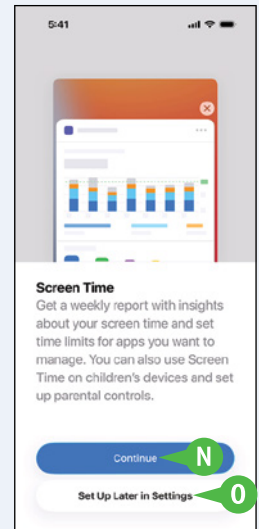 5:41
Screen Time
Get a weekly report with insights
about your screen time and set
time limits for apps you want to
manage. You can also use Screen
Time on children's devices and set
up parental controls.
Continue
N
Set Up Later in Settings
O